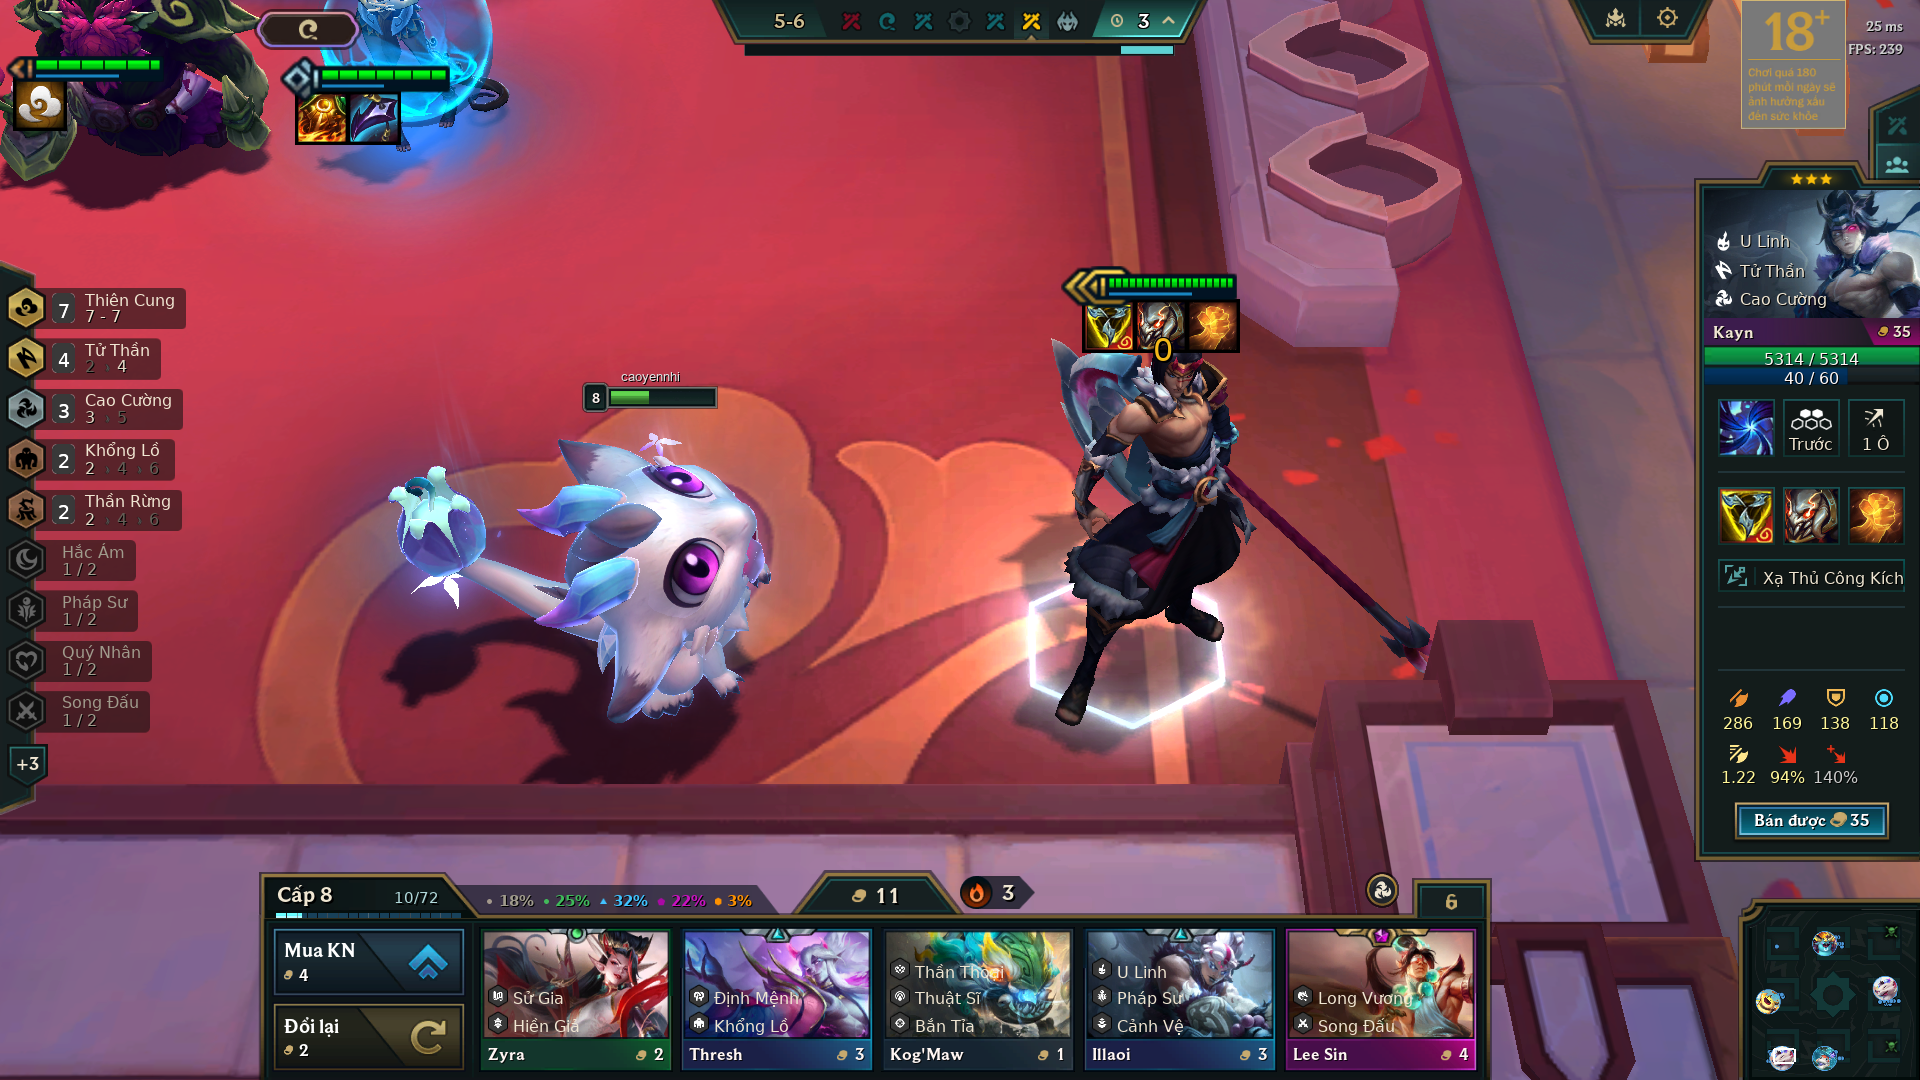 5-6
3
25 ms
FPS: 239
18+
Chơi quá 180
phút mỗi ngày sẽ
ảnh hưởng xấu
đến sức khỏe
7
Thiên Cung
7 - 7
4
Tử Thần
2 › 4
3
Cao Cường
3 › 5
2
Khổng Lồ
2 › 4 › 6
2
Thần Rừng
2 › 4 › 6
Hắc Ám
1 / 2
Pháp Sư
1 / 2
Quý Nhân
1 / 2
Song Đấu
1 / 2
+3
caoyennhi
8
0
U Linh
Tử Thần
Cao Cường
Kayn
35
5314 / 5314
40 / 60
Trước
1 Ô
Xạ Thủ Công Kích
286
169
138
118
1.22
94%
140%
Bán được 35
Cấp 8
10/72
18%
25%
32%
22%
3%
11
3
6
Mua KN
4
Đổi lại
2
Sử Gia
Hiền Giả
Zyra
2
Định Mệnh
Khổng Lồ
Thresh
3
Thần Thoại
Thuật Sĩ
Bắn Tỉa
Kog'Maw
1
U Linh
Pháp Sư
Cảnh Vệ
Illaoi
3
Long Vương
Song Đấu
Lee Sin
4